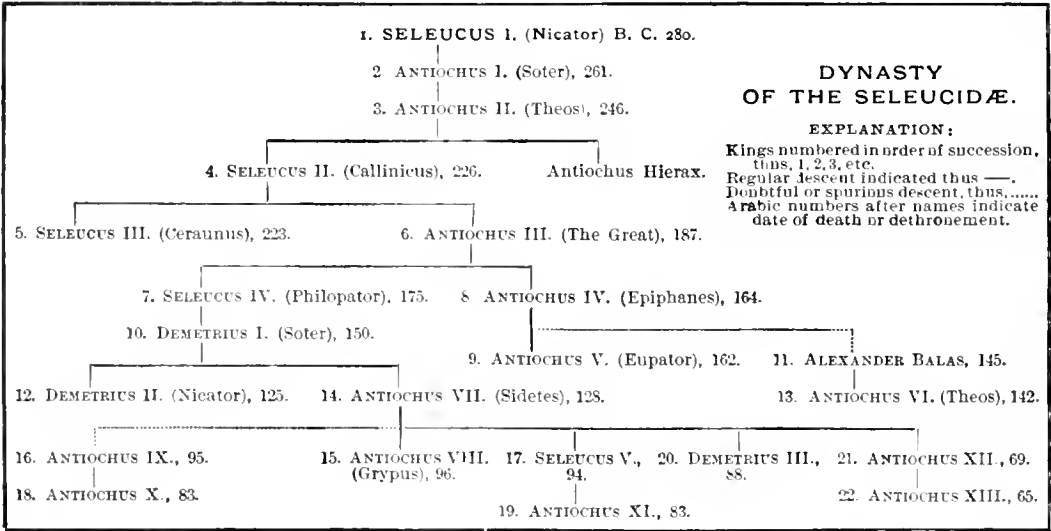 1. SELEUCUS I. (Nicator) B. C. 280.
2 ANTIOCHUS I. (Soter), 261.
3. ANTIOCHUS II. (Theos), 246.
DYNASTY
OF THE SELEUCIDÆ.
EXPLANATION:
Kings numbered in order of succession,
thus, 1, 2, 3, etc.
Regular descent indicated thus ——.
Doubtful or spurious descent, thus, ......
Arabic numbers after names indicate
date of death or dethronement.
4. SELEUCUS II. (Callinicus), 226. Antiochus Hierax.
5. SELEUCUS III. (Ceraunus), 223. 6. ANTIOCHUS III. (The Great), 187.
7. SELEUCUS IV. (Philopator), 175. 8 ANTIOCHUS IV. (Epiphanes), 164.
10. DEMETRIUS I. (Soter), 150.
9. ANTIOCHUS V. (Eupator), 162. 11. ALEXANDER BALAS, 145.
12. DEMETRIUS II. (Nicator), 125. 14. ANTIOCHUS VII. (Sidetes), 128. 13. ANTIOCHUS VI. (Theos), 142.
16. ANTIOCHUS IX., 95. 15. ANTIOCHUS VIII. 17. SELEUCUS V., 20. DEMETRIUS III., 21. ANTIOCHUS XII., 69.
(Grypus), 96. 94. 88.
18. ANTIOCHUS X., 83. 22. ANTIOCHUS XIII., 65.
19. ANTIOCHUS XI., 83.